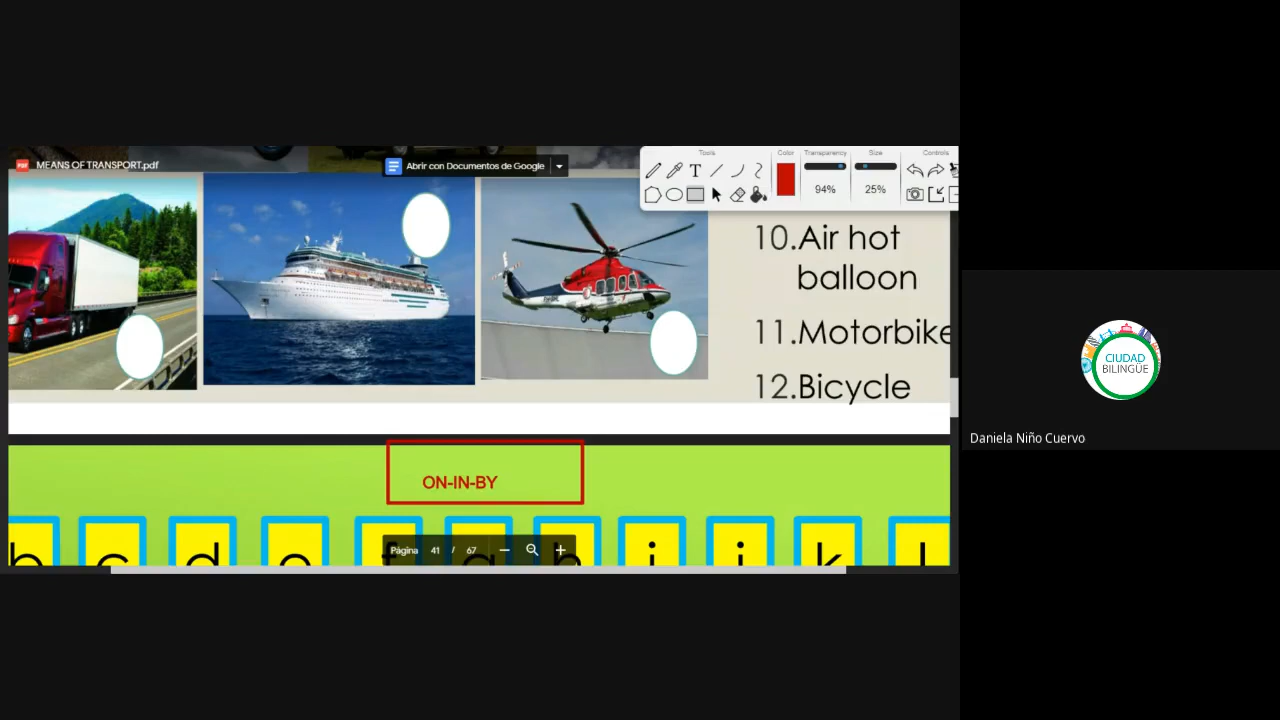 MEANS OF TRANSPORT.pdf
Abrir con Documentos de Google
Tools
Color
Transparency
Size
Controls
94%
25%
10.Air hot
balloon
11.Motorbike
12.Bicycle
ON-IN-BY
b c d e f g h i j k l
Página 41 / 67
CIUDAD
BILINGÜE
Daniela Niño Cuervo